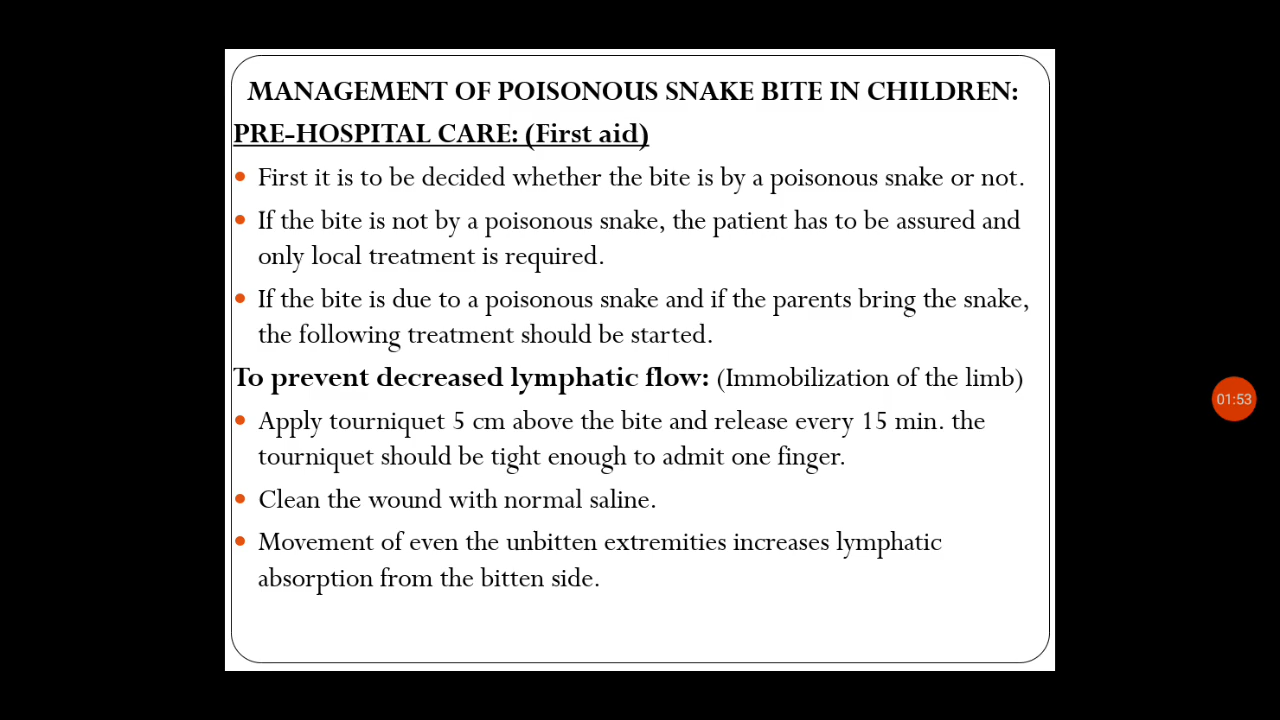 MANAGEMENT OF POISONOUS SNAKE BITE IN CHILDREN:
PRE-HOSPITAL CARE: (First aid)
• First it is to be decided whether the bite is by a poisonous snake or not.
• If the bite is not by a poisonous snake, the patient has to be assured and
only local treatment is required.
• If the bite is due to a poisonous snake and if the parents bring the snake,
the following treatment should be started.
To prevent decreased lymphatic flow: (Immobilization of the limb)
• Apply tourniquet 5 cm above the bite and release every 15 min. the
tourniquet should be tight enough to admit one finger.
• Clean the wound with normal saline.
• Movement of even the unbitten extremities increases lymphatic
absorption from the bitten side.
01:53